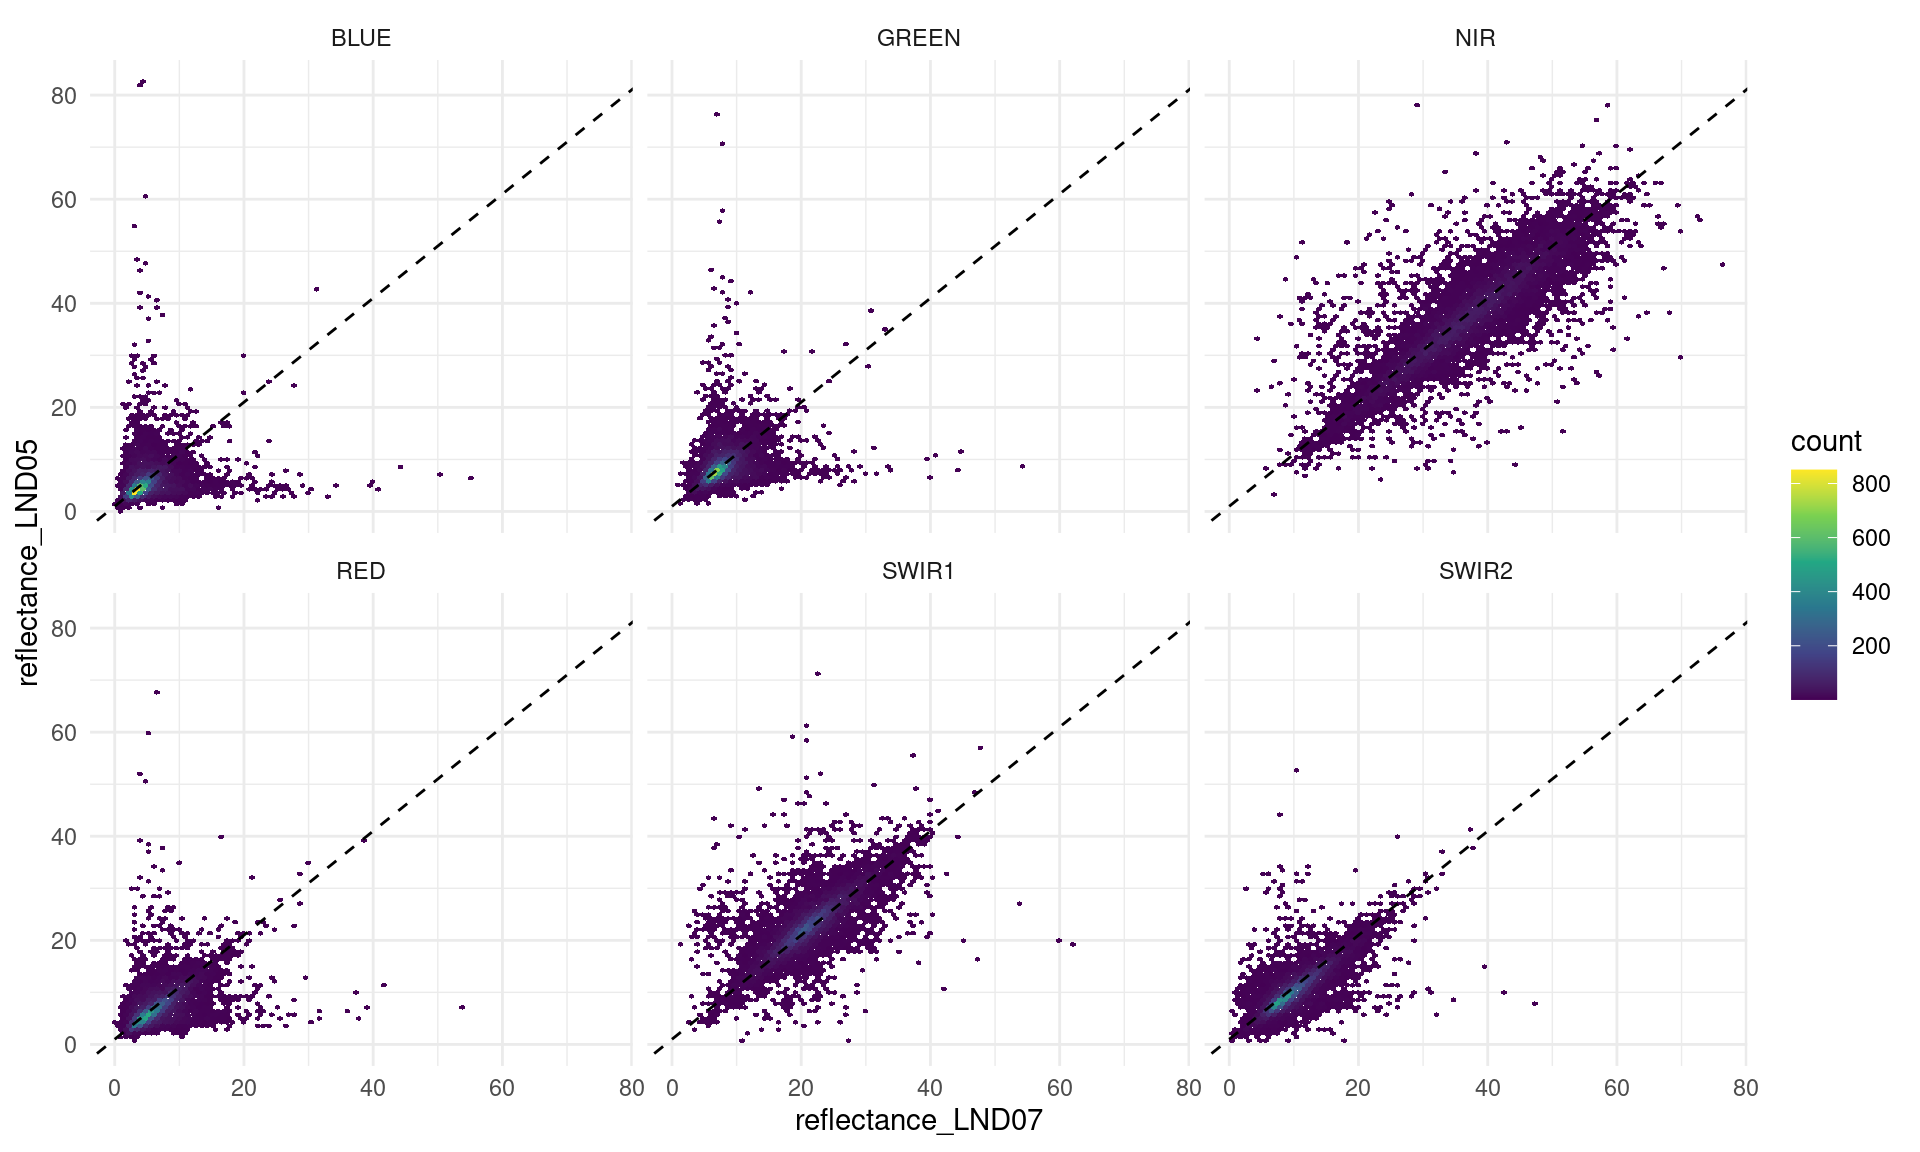 BLUE GREEN NIR
80
60
40
20
0
RED SWIR1 SWIR2
80
60
40
20
0
0 20 40 60 80 0 20 40 60 80 0 20 40 60 80
reflectance_LND07
reflectance_LND05
count
800
600
400
200